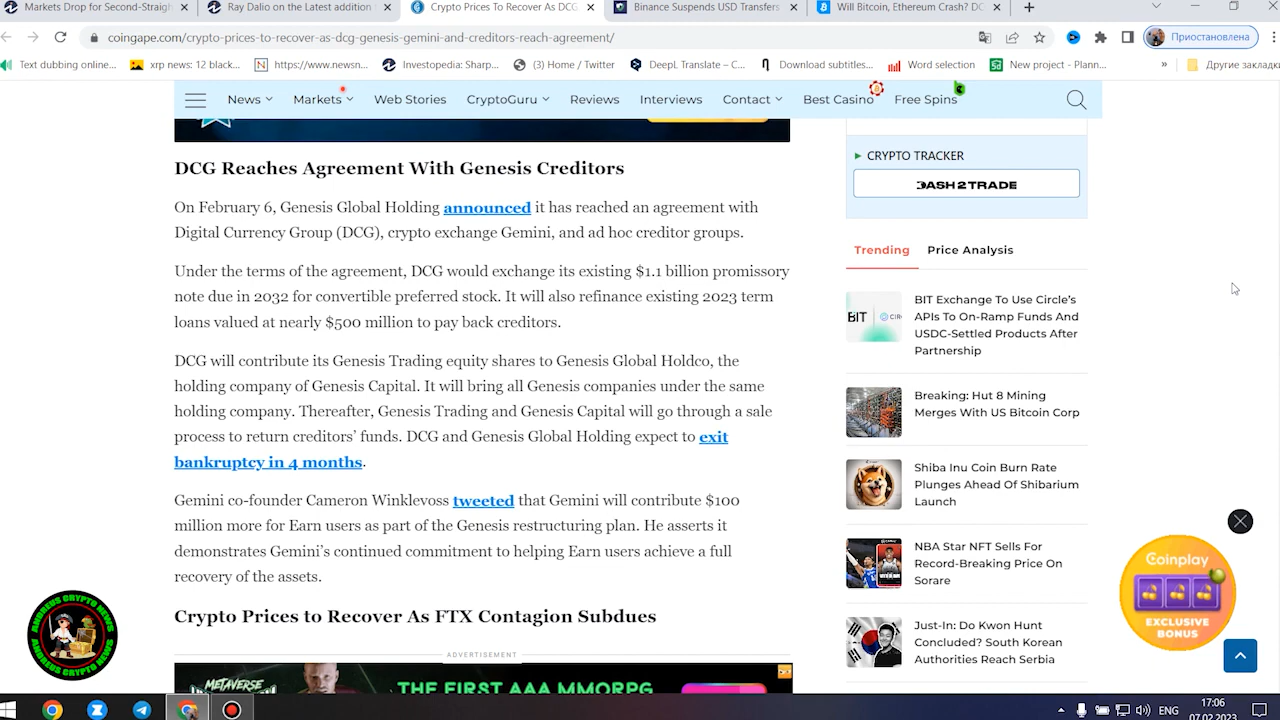 Markets Drop for Second-Straigh
Ray Dalio on the Latest addition
Crypto Prices To Recover As DCG,
Binance Suspends USD Transfers
Will Bitcoin, Ethereum Crash? DC
coingape.com/crypto-prices-to-recover-as-dcg-genesis-gemini-and-creditors-reach-agreement/
Приостановлена
Text dubbing online...
xrp news: 12 black...
https://www.newsn...
Investopedia: Sharp...
(3) Home / Twitter
DeepL Translate – C...
Download subtitles...
Word selection
New project - Plann...
»
Другие закладки
News
Markets
Web Stories
CryptoGuru
Reviews
Interviews
Contact
Best Casino
Free Spins
DCG Reaches Agreement With Genesis Creditors
On February 6, Genesis Global Holding announced it has reached an agreement with
Digital Currency Group (DCG), crypto exchange Gemini, and ad hoc creditor groups.
Under the terms of the agreement, DCG would exchange its existing $1.1 billion promissory
note due in 2032 for convertible preferred stock. It will also refinance existing 2023 term
loans valued at nearly $500 million to pay back creditors.
DCG will contribute its Genesis Trading equity shares to Genesis Global Holdco, the
holding company of Genesis Capital. It will bring all Genesis companies under the same
holding company. Thereafter, Genesis Trading and Genesis Capital will go through a sale
process to return creditors' funds. DCG and Genesis Global Holding expect to exit
bankruptcy in 4 months.
Gemini co-founder Cameron Winklevoss tweeted that Gemini will contribute $100
million more for Earn users as part of the Genesis restructuring plan. He asserts it
demonstrates Gemini's continued commitment to helping Earn users achieve a full
recovery of the assets.
Crypto Prices to Recover As FTX Contagion Subdues
ADVERTISEMENT
METAVERSE
THE FIRST AAA MMORPG
CRYPTO TRACKER
DASH 2 TRADE
Trending
Price Analysis
BIT
BIT Exchange To Use Circle's
APIs To On-Ramp Funds And
USDC-Settled Products After
Partnership
Breaking: Hut 8 Mining
Merges With US Bitcoin Corp
Shiba Inu Coin Burn Rate
Plunges Ahead Of Shibarium
Launch
NBA Star NFT Sells For
Record-Breaking Price On
Sorare
Just-In: Do Kwon Hunt
Concluded? South Korean
Authorities Reach Serbia
Coinplay
EXCLUSIVE
BONUS
ANDREUS CRYPTO NEWS
ANDREUS CRYPTO NEWS
ENG
17:06
07.02.2023